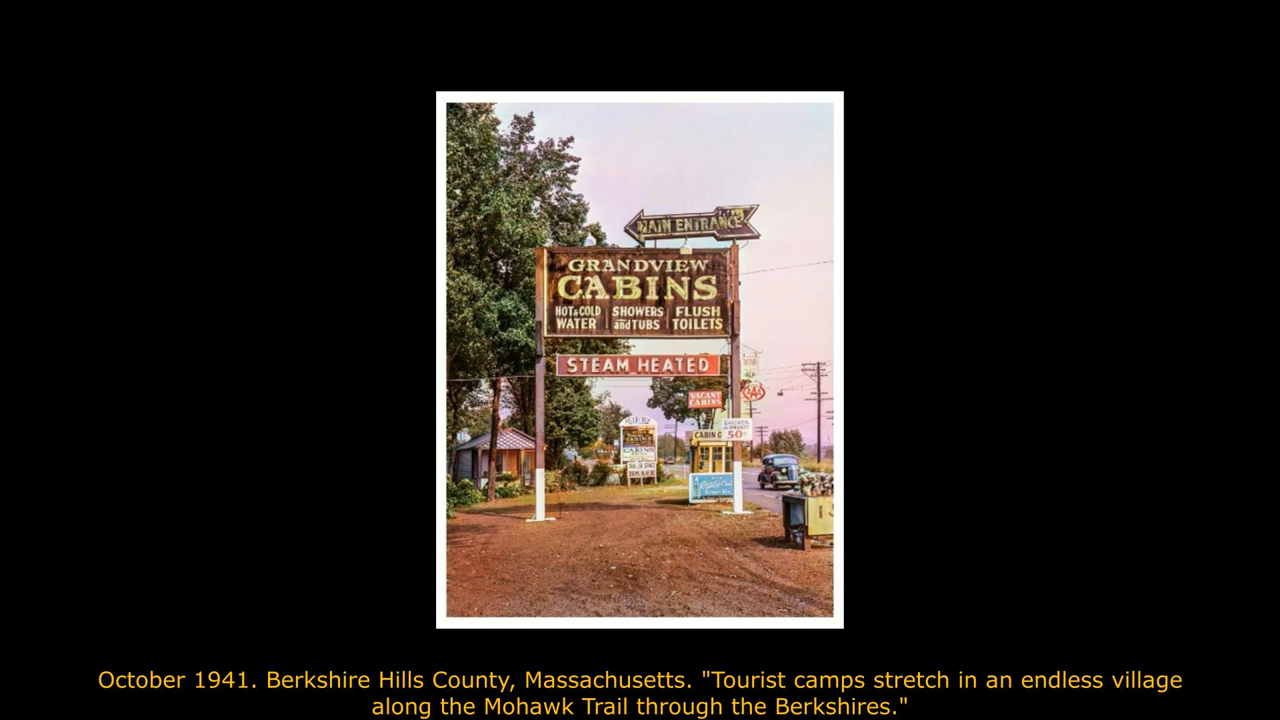 MAIN ENTRANCE
GRANDVIEW
CABINS
HOT & COLD WATER
SHOWERS and TUBS
FLUSH TOILETS
STEAM HEATED
VACANT
CABINS
AAA
CABINS
50¢
October 1941. Berkshire Hills County, Massachusetts. "Tourist camps stretch in an endless village
along the Mohawk Trail through the Berkshires."